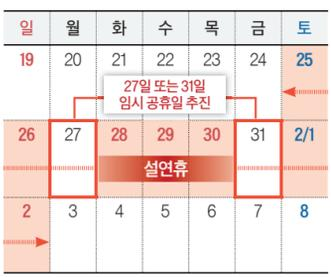 일 월 화 수 목 금 토
19 20 21 22 23 24 25
27일 또는 31일
임시 공휴일 추진
26 27 28 29 30 31 2/1
설연휴
2 3 4 5 6 7 8